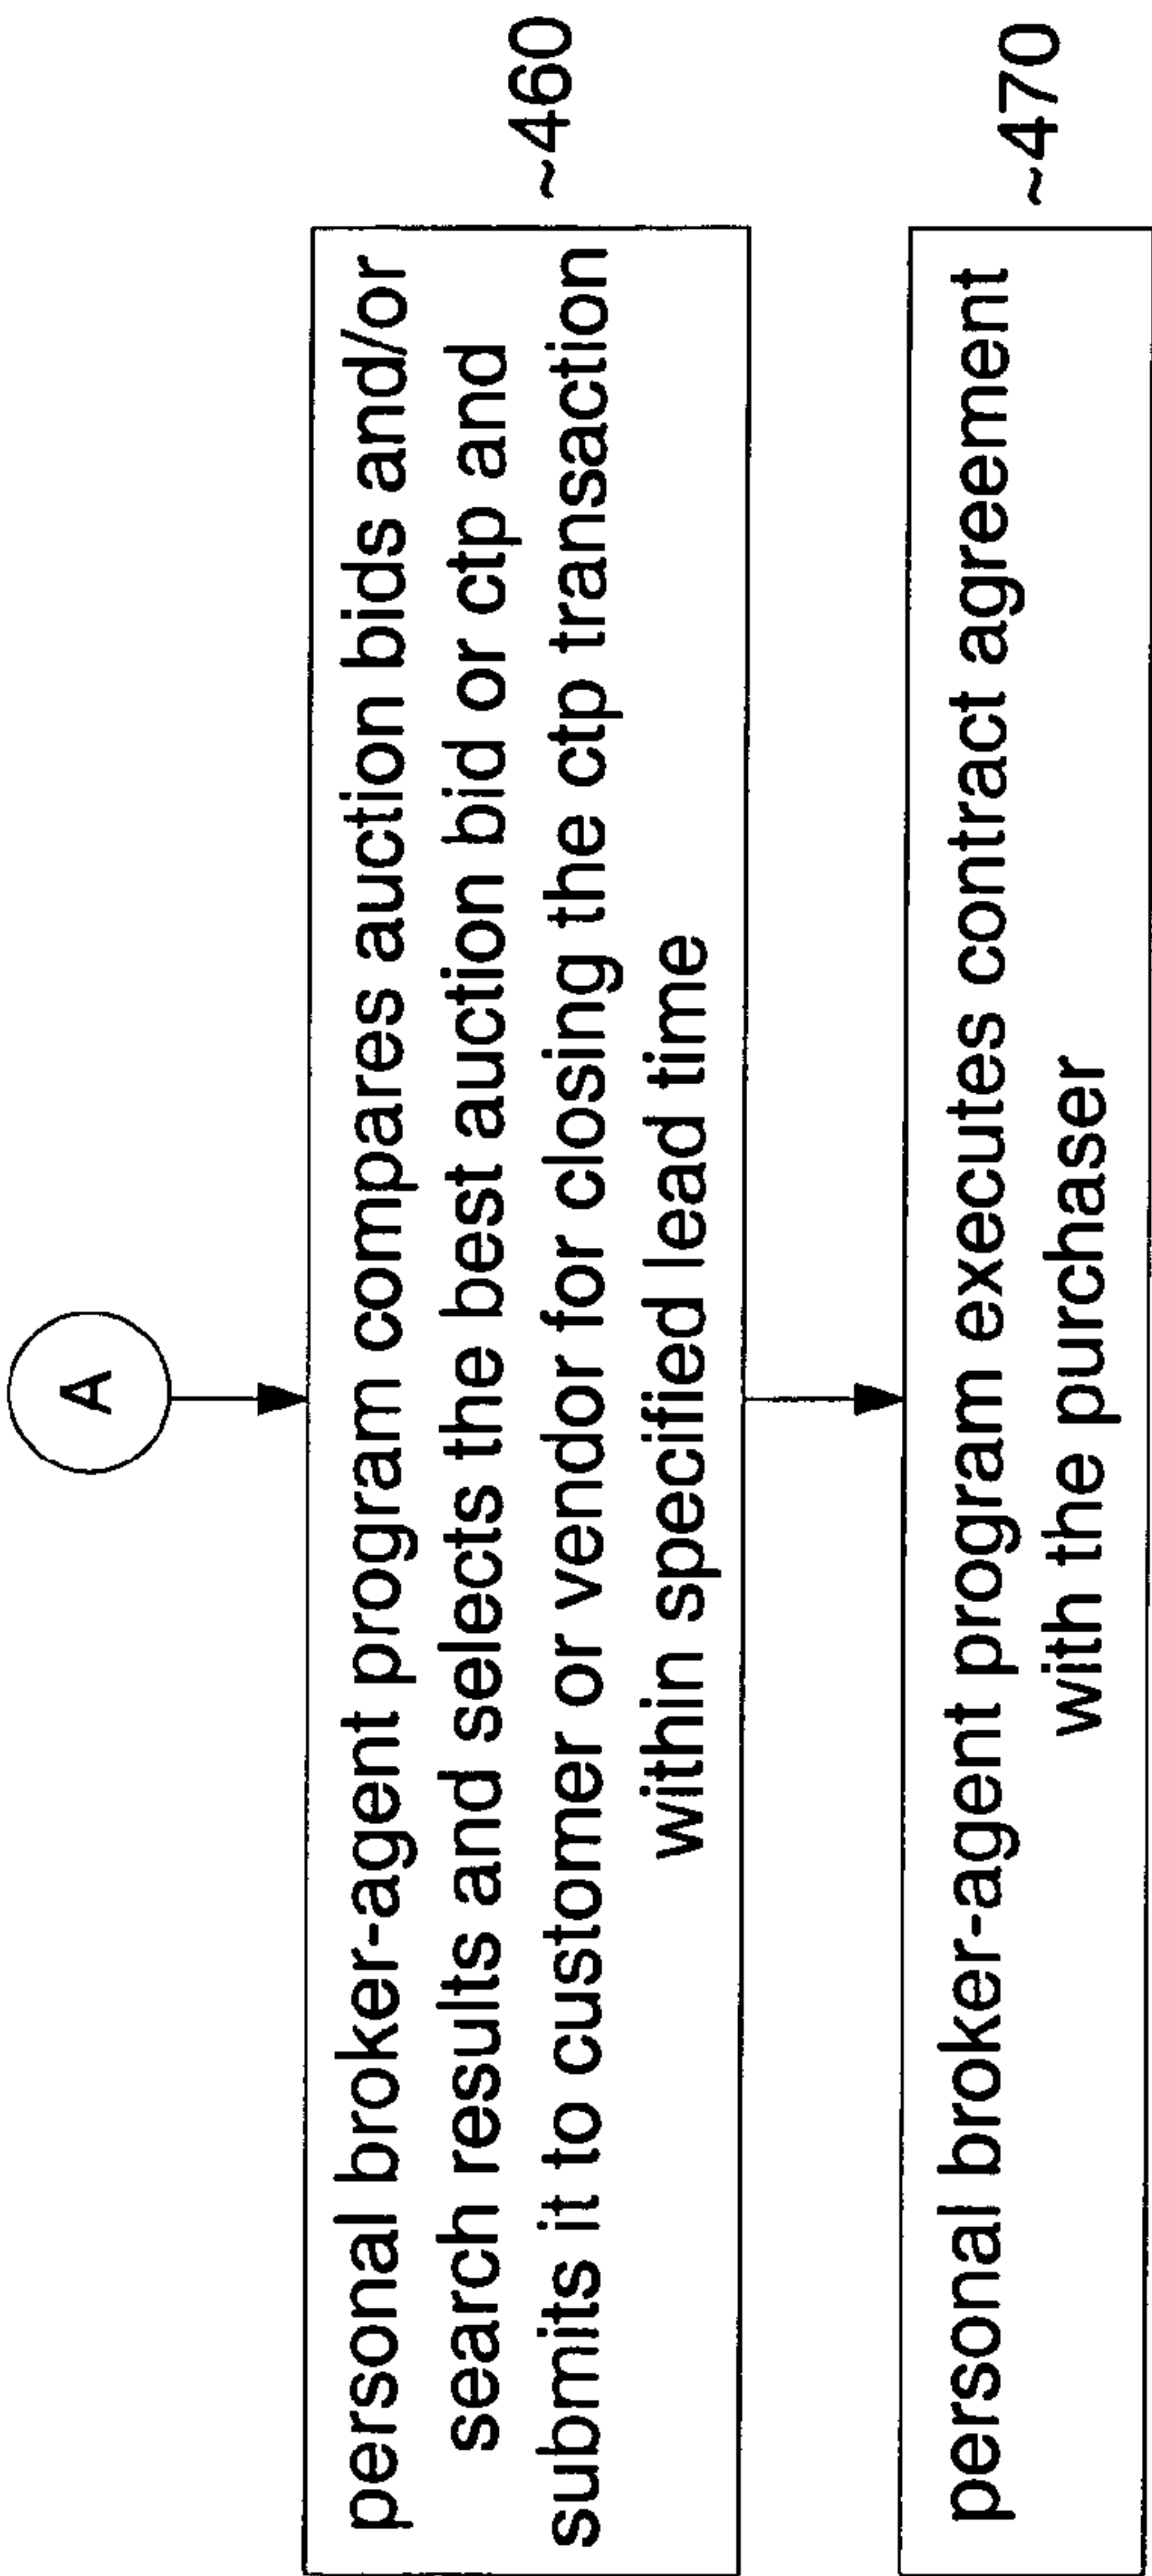 A
personal broker-agent program compares auction bids and/or
search results and selects the best auction bid or ctp and
submits it to customer or vendor for closing the ctp transaction
within specified lead time
~460
personal broker-agent program executes contract agreement
with the purchaser
~470